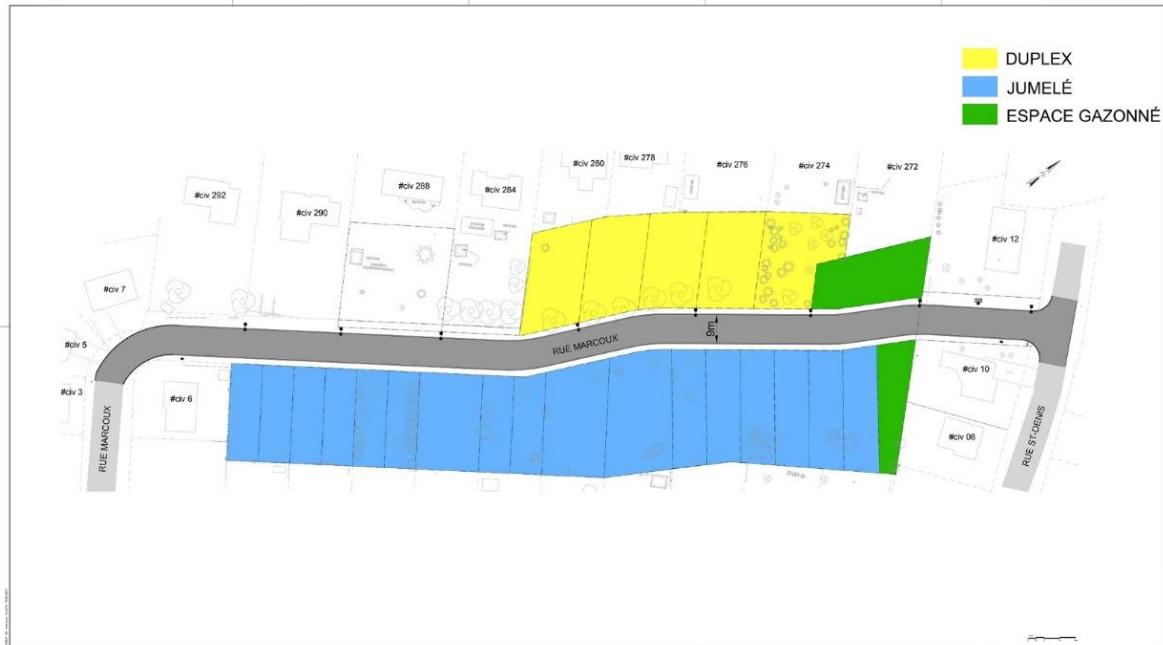 DUPLEX
JUMELÉ
ESPACE GAZONNÉ
#civ 280
#civ 278
#civ 276
#civ 274
#civ 272
#civ 292
#civ 290
#civ 288
#civ 284
#civ 12
#civ 7
#civ 5
#civ 3
#civ 6
RUE MARCOUX
9m
RUE MARCOUX
#civ 10
#civ 08
RUE ST-DENIS